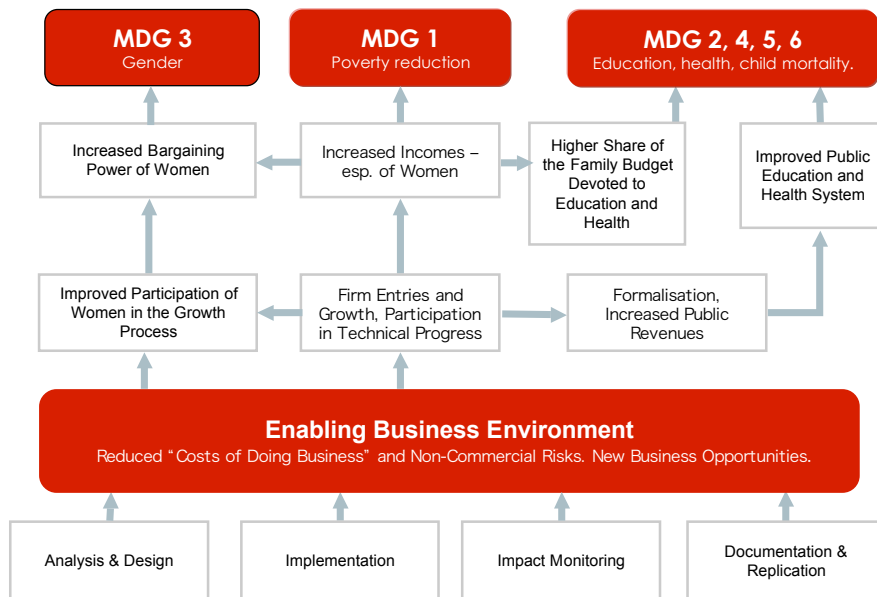 MDG 3
Gender
MDG 1
Poverty reduction
MDG 2, 4, 5, 6
Education, health, child mortality.
Increased Bargaining
Power of Women
Increased Incomes –
esp. of Women
Higher Share of
the Family Budget
Devoted to
Education and
Health
Improved Public
Education and
Health System
Improved Participation of
Women in the Growth
Process
Firm Entries and
Growth, Participation
in Technical Progress
Formalisation,
Increased Public
Revenues
Enabling Business Environment
Reduced “Costs of Doing Business” and Non-Commercial Risks. New Business Opportunities.
Analysis & Design
Implementation
Impact Monitoring
Documentation &
Replication